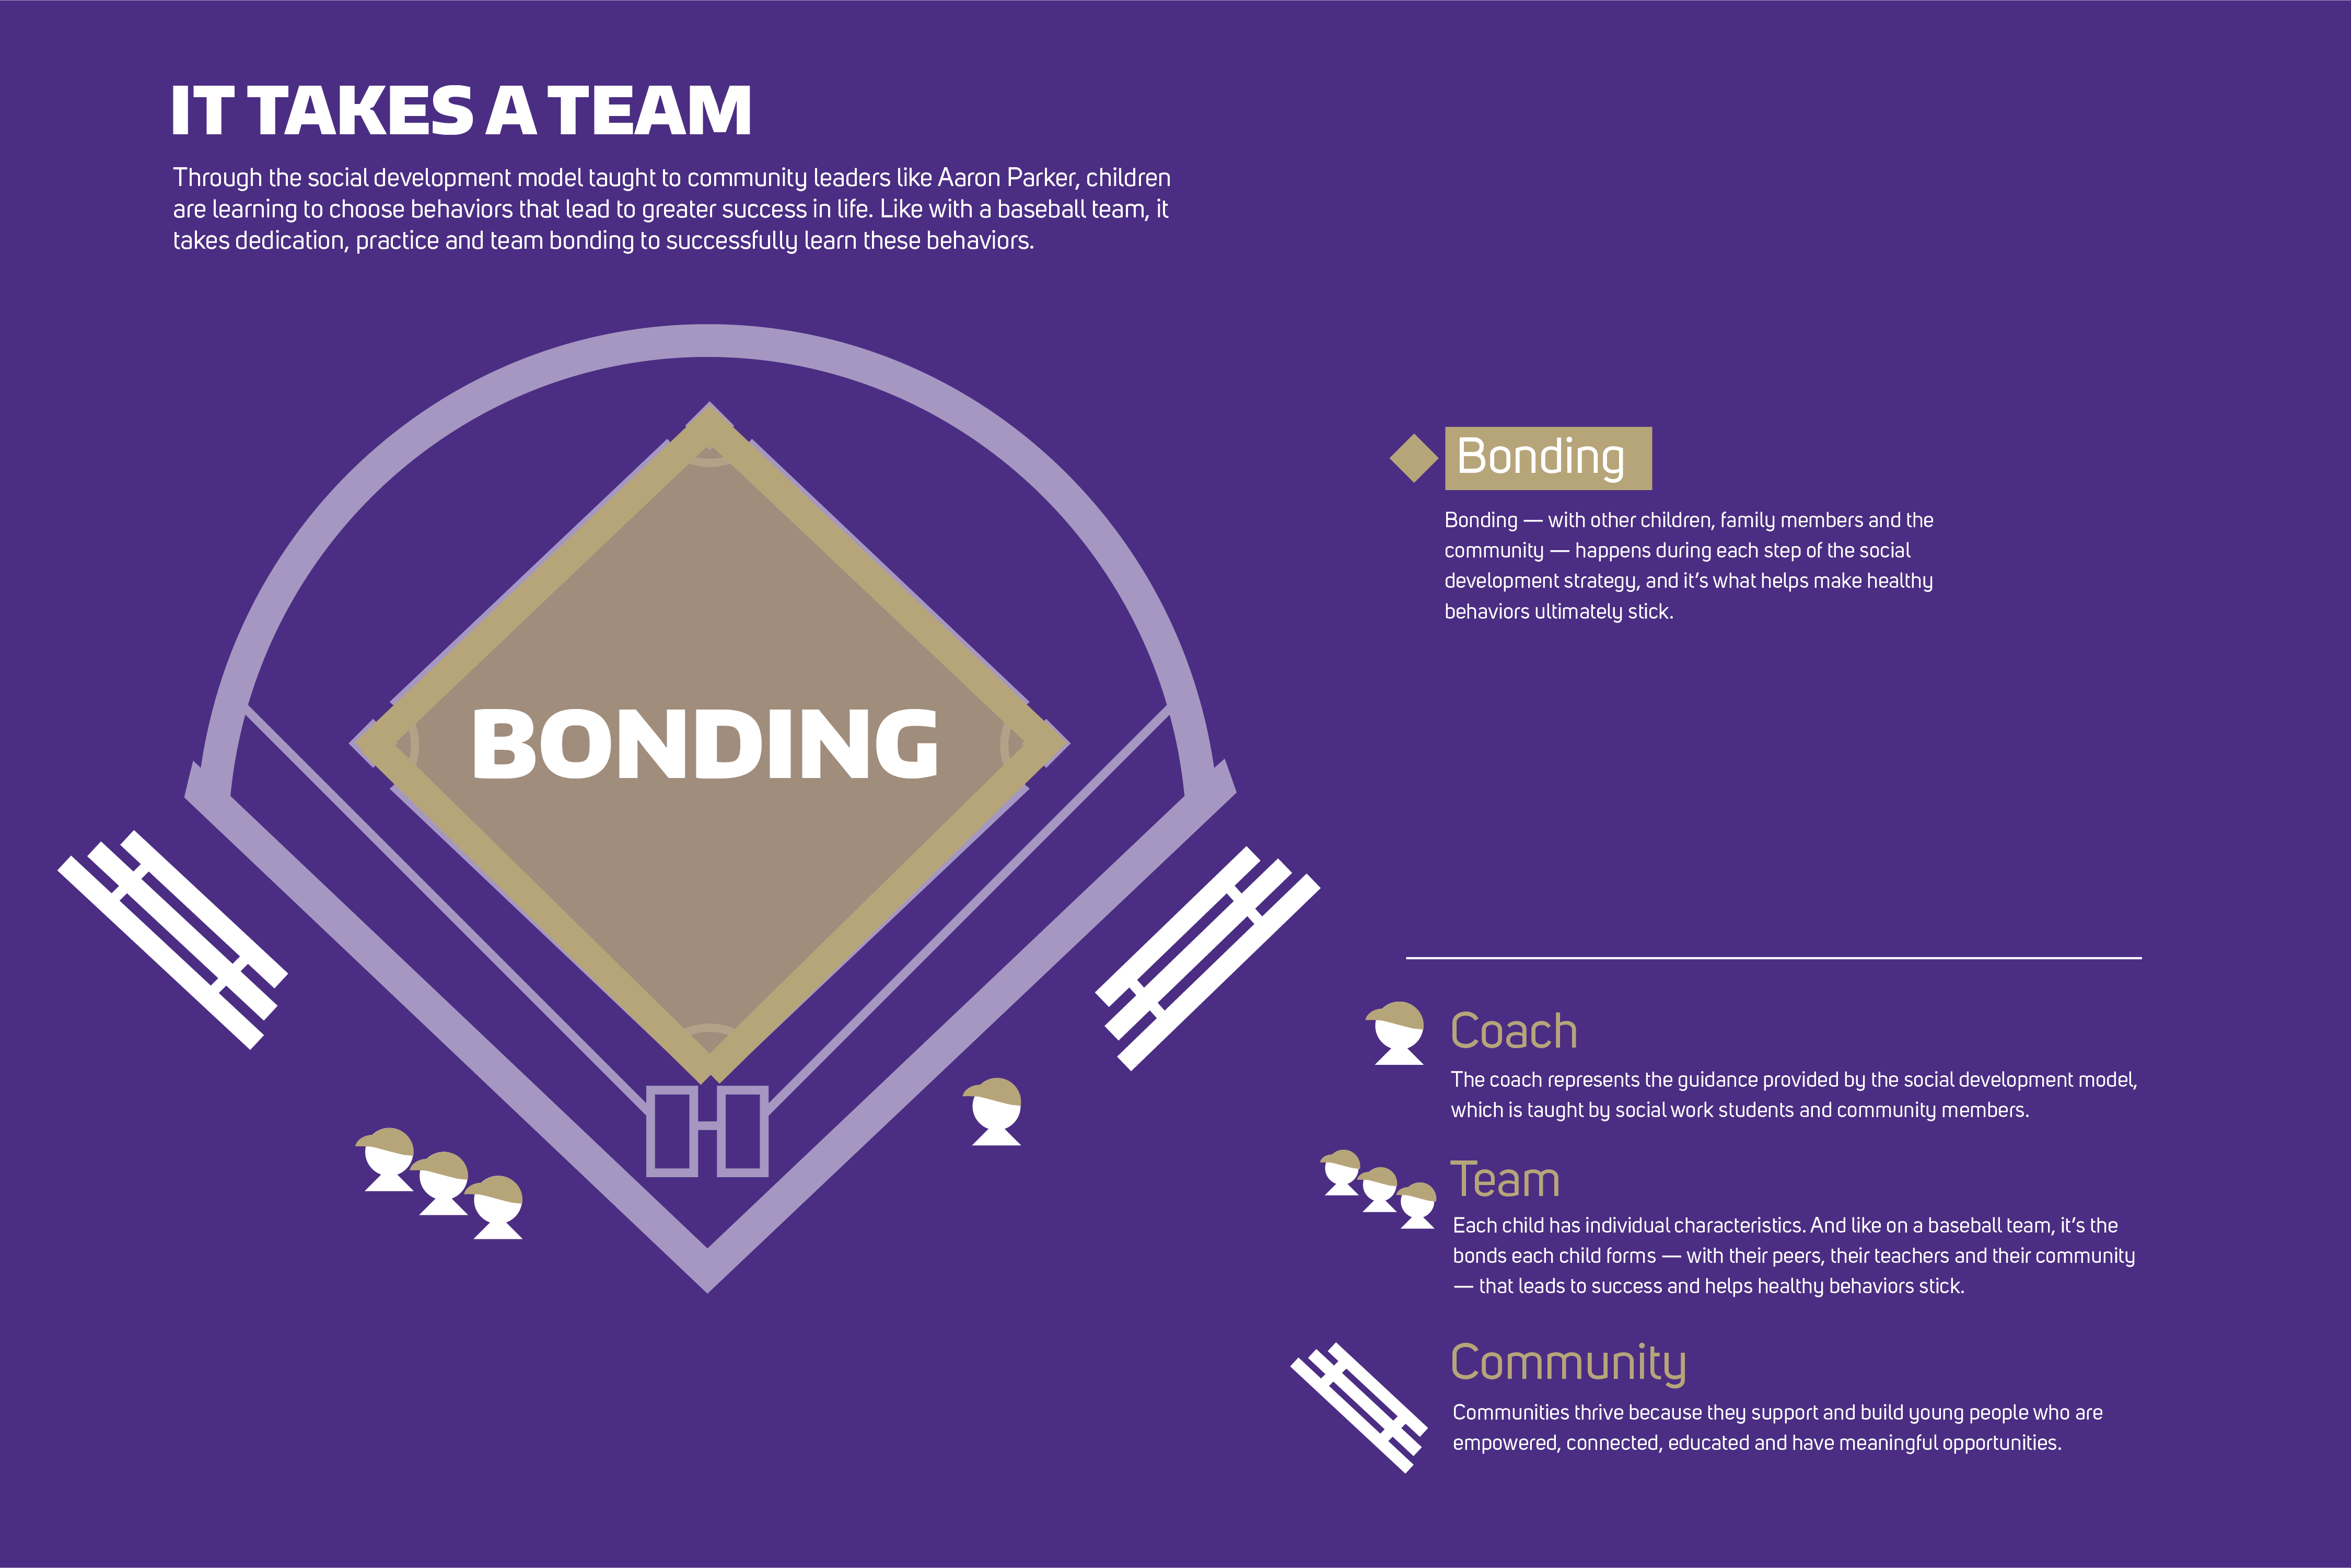 IT TAKES A TEAM
Through the social development model taught to community leaders like Aaron Parker, children
are learning to choose behaviors that lead to greater success in life. Like with a baseball team, it
takes dedication, practice and team bonding to successfully learn these behaviors.
BONDING
Bonding
Bonding — with other children, family members and the
community — happens during each step of the social
development strategy, and it’s what helps make healthy
behaviors ultimately stick.
Coach
The coach represents the guidance provided by the social development model,
which is taught by social work students and community members.
Team
Each child has individual characteristics. And like on a baseball team, it’s the
bonds each child forms — with their peers, their teachers and their community
— that leads to success and helps healthy behaviors stick.
Community
Communities thrive because they support and build young people who are
empowered, connected, educated and have meaningful opportunities.